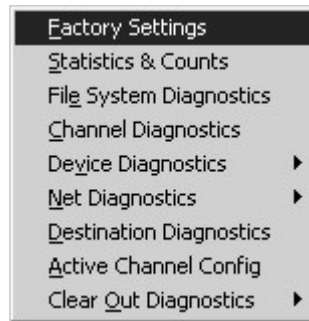 Factory Settings
Statistics & Counts
File System Diagnostics
Channel Diagnostics
Device Diagnostics
Net Diagnostics
Destination Diagnostics
Active Channel Config
Clear Out Diagnostics